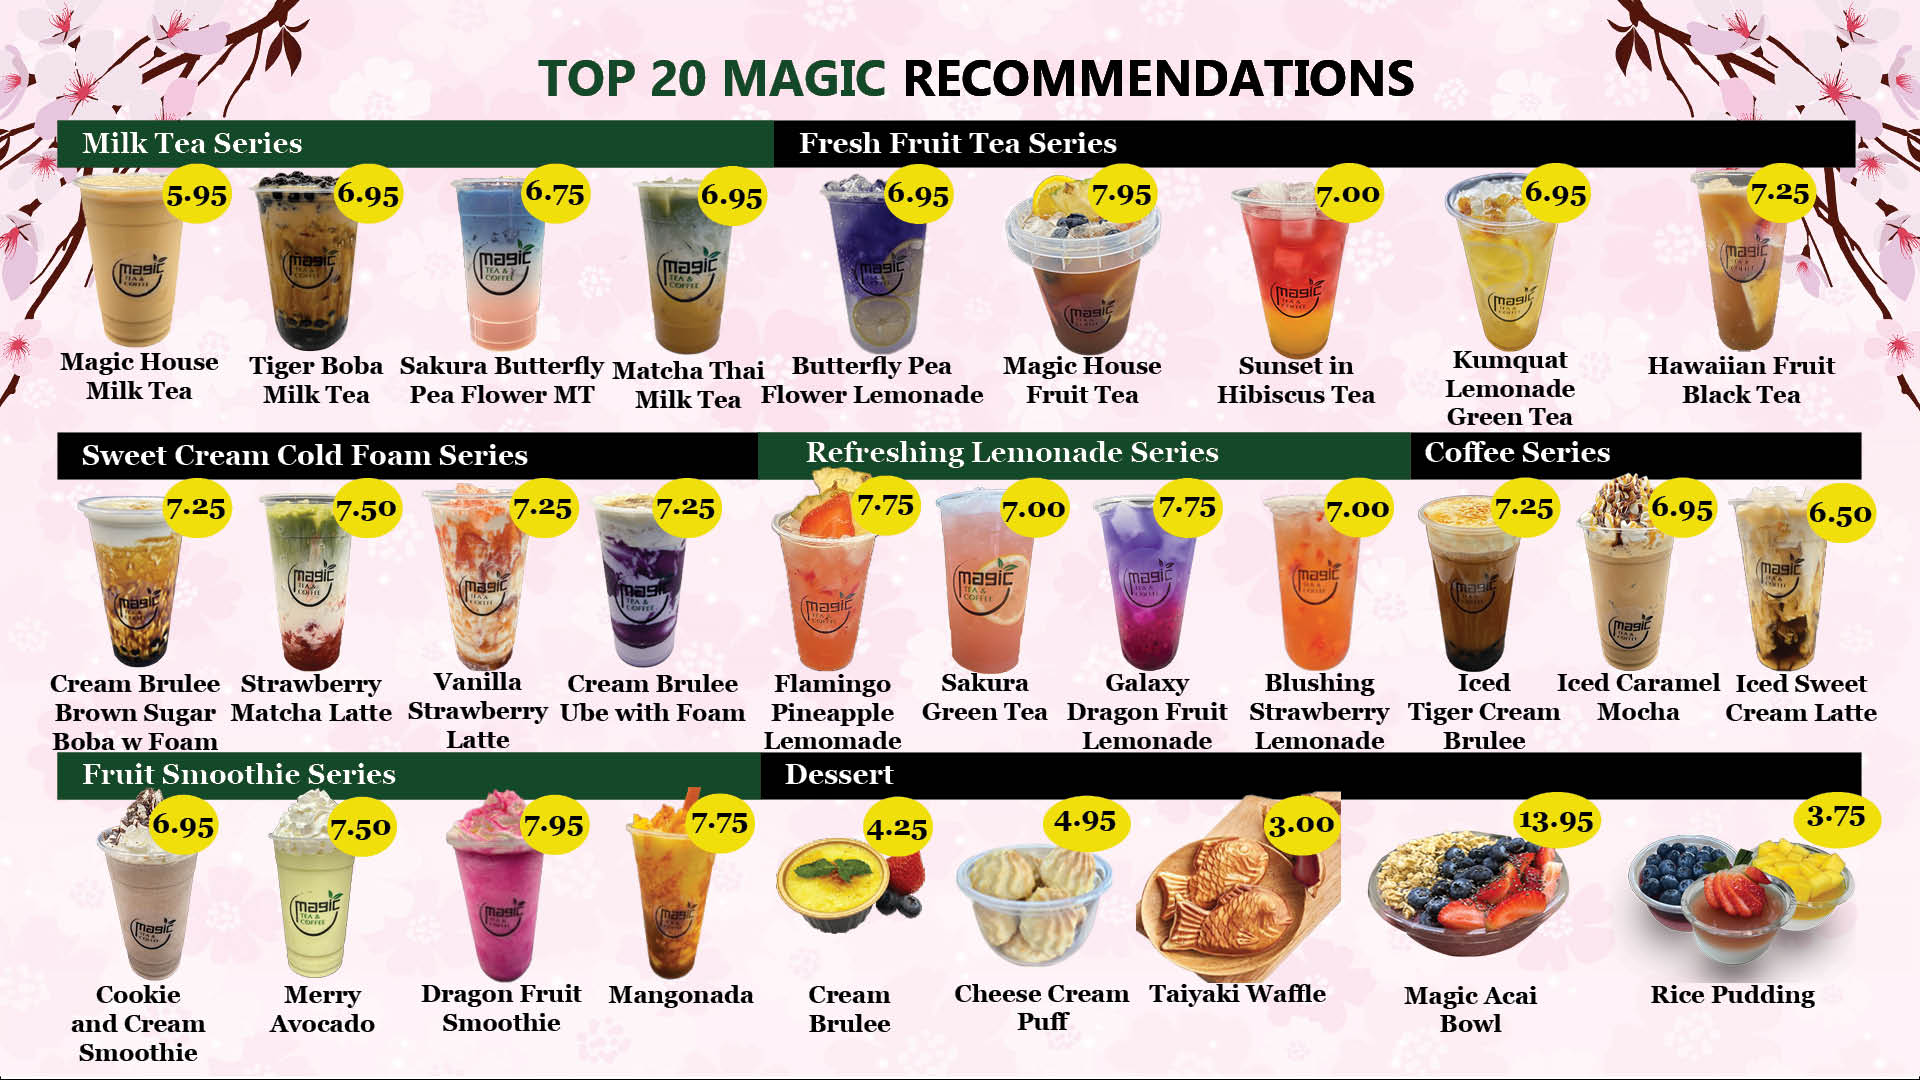 TOP 20 MAGIC RECOMMENDATIONS
Milk Tea Series
Fresh Fruit Tea Series
5.95
6.95
6.75
6.95
6.95
7.95
7.00
6.95
7.25
magic
TEA &
COFFEE
Magic House
Milk Tea
Tiger Boba
Milk Tea
Sakura Butterfly
Pea Flower MT
Matcha Thai
Milk Tea
Butterfly Pea
Flower Lemonade
Magic House
Fruit Tea
Sunset in
Hibiscus Tea
Kumquat
Lemonade
Green Tea
Hawaiian Fruit
Black Tea
Sweet Cream Cold Foam Series
Refreshing Lemonade Series
Coffee Series
7.25
7.50
7.25
7.25
7.75
7.00
7.75
7.00
7.25
6.95
6.50
Cream Brulee
Brown Sugar
Boba w Foam
Strawberry
Matcha Latte
Vanilla
Strawberry
Latte
Cream Brulee
Ube with Foam
Flamingo
Pineapple
Lemomade
Sakura
Green Tea
Galaxy
Dragon Fruit
Lemonade
Blushing
Strawberry
Lemonade
Iced
Tiger Cream
Brulee
Iced Caramel
Mocha
Iced Sweet
Cream Latte
Fruit Smoothie Series
Dessert
6.95
7.50
7.95
7.75
4.25
4.95
3.00
13.95
3.75
Cookie
and Cream
Smoothie
Merry
Avocado
Dragon Fruit
Smoothie
Mangonada
Cream
Brulee
Cheese Cream
Puff
Taiyaki Waffle
Magic Acai
Bowl
Rice Pudding